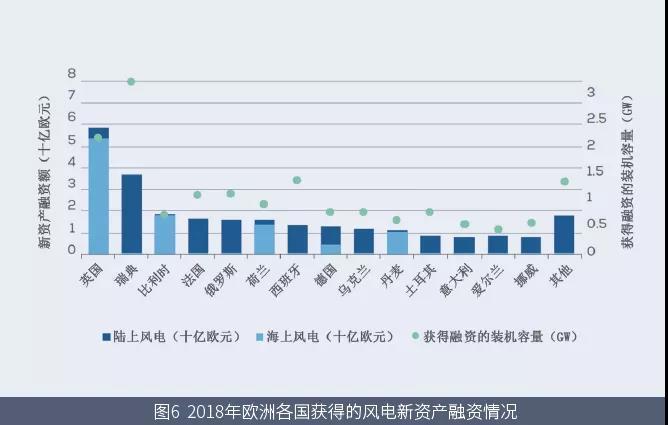 新资产融资额（十亿欧元）
8
7
6
5
4
3
2
1
0
3
2.5
2
1.5
1
0.5
0
获得融资的装机容量（GW）
英国
瑞典
比利时
法国
俄罗斯
荷兰
西班牙
德国
乌克兰
丹麦
土耳其
意大利
爱尔兰
挪威
其他
陆上风电（十亿欧元） 海上风电（十亿欧元） 获得融资的装机容量（GW）
图6 2018年欧洲各国获得的风电新资产融资情况